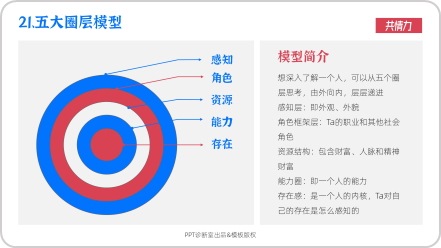 21.五大圈层模型
共情力
感知
角色
资源
能力
存在
模型简介
想深入了解一个人，可以从五个圈
层思考，由外向内，层层递进
感知层：即外观、外貌
角色框架层：Ta的职业和其他社会
角色
资源结构：包含财富、人脉和精神
财富
能力圈：即一个人的能力
存在感：是一个人的内核，Ta对自
己的存在是怎么感知的
PPT@新室出品&模板版权